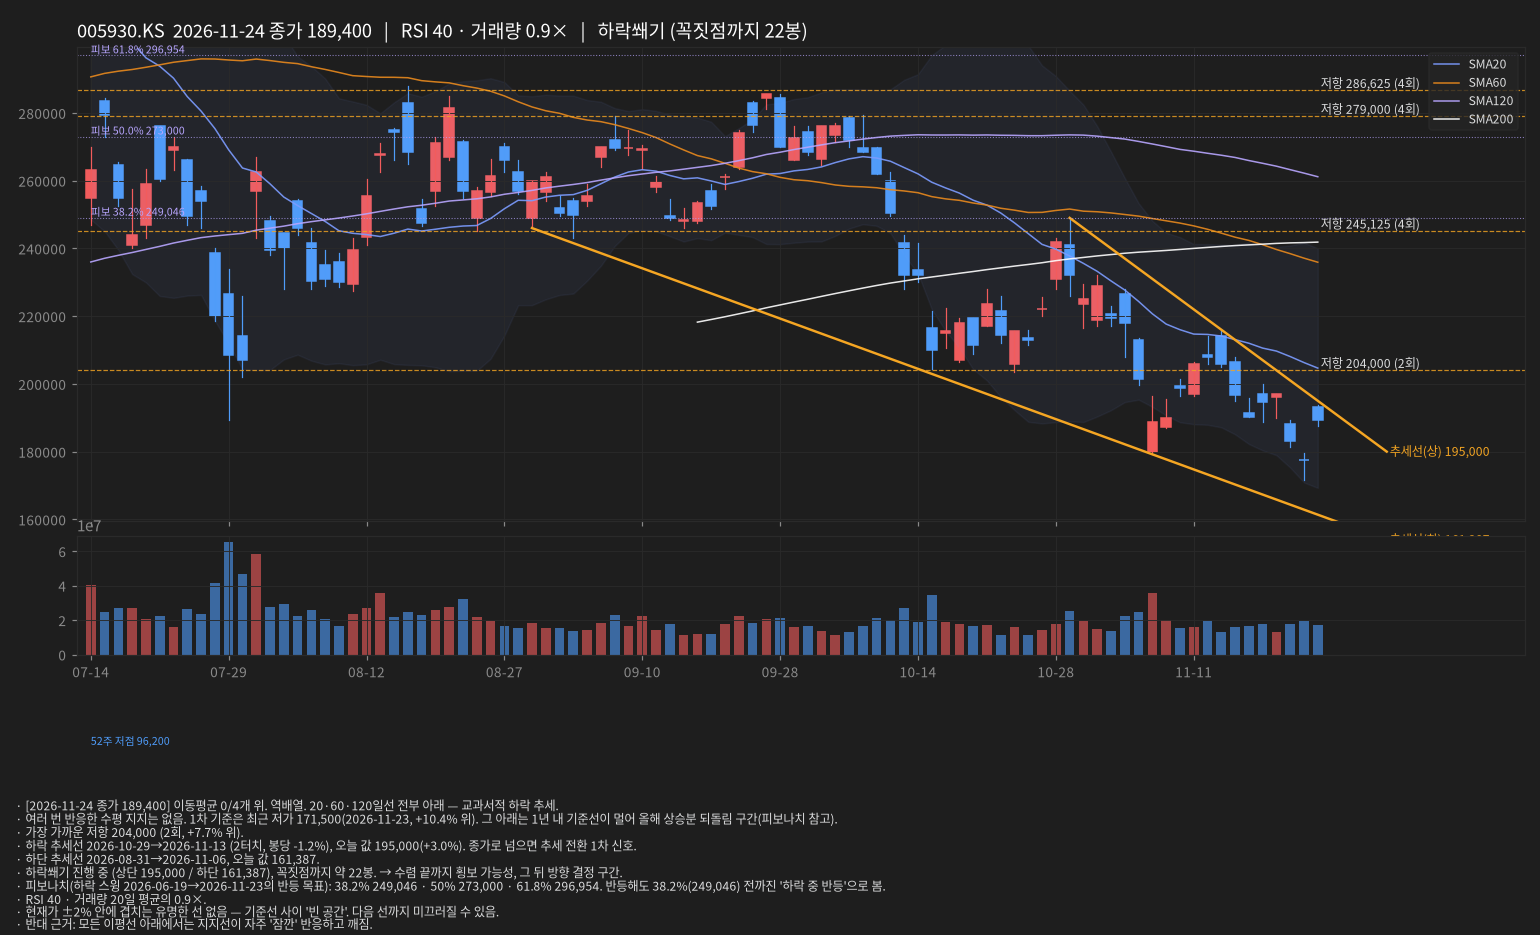 005930.KS 2026-11-24 종가 189,400 | RSI 40 · 거래량 0.9× | 하락쐐기 (꼭짓점까지 22봉)
피보 61.8% 296,954
SMA20
SMA60
SMA120
SMA200
저항 286,625 (4회)
저항 279,000 (4회)
280000
피보 50.0% 273,000
260000
피보 38.2% 249,046
저항 245,125 (4회)
240000
220000
저항 204,000 (2회)
200000
180000
추세선(상) 195,000
160000
1e7
6
4
2
0
07-14
07-29
08-12
08-27
09-10
09-28
10-14
10-28
11-11
52주 저점 96,200
· [2026-11-24 종가 189,400] 이동평균 0/4개 위. 역배열. 20·60·120일선 전부 아래 — 교과서적 하락 추세.
· 여러 번 반응한 수평 지지는 없음. 1차 기준은 최근 저가 171,500(2026-11-23, +10.4% 위). 그 아래는 1년 내 기준선이 멀어 올해 상승분 되돌림 구간(피보나치 참고).
· 가장 가까운 저항 204,000 (2회, +7.7% 위).
· 하락 추세선 2026-10-29→2026-11-13 (2터치, 봉당 -1.2%), 오늘 값 195,000(+3.0%). 종가로 넘으면 추세 전환 1차 신호.
· 하단 추세선 2026-08-31→2026-11-06, 오늘 값 161,387.
· 하락쐐기 진행 중 (상단 195,000 / 하단 161,387), 꼭짓점까지 약 22봉. → 수렴 끝까지 횡보 가능성, 그 뒤 방향 결정 구간.
· 피보나치(하락 스윙 2026-06-19→2026-11-23의 반등 목표): 38.2% 249,046 · 50% 273,000 · 61.8% 296,954. 반등해도 38.2%(249,046) 전까진 '하락 중 반등'으로 봄.
· RSI 40 · 거래량 20일 평균의 0.9×.
· 현재가 ±2% 안에 겹치는 유명한 선 없음 — 기준선 사이 '빈 공간'. 다음 선까지 미끄러질 수 있음.
· 반대 근거: 모든 이평선 아래에서는 지지선이 자주 '잠깐' 반응하고 깨짐.